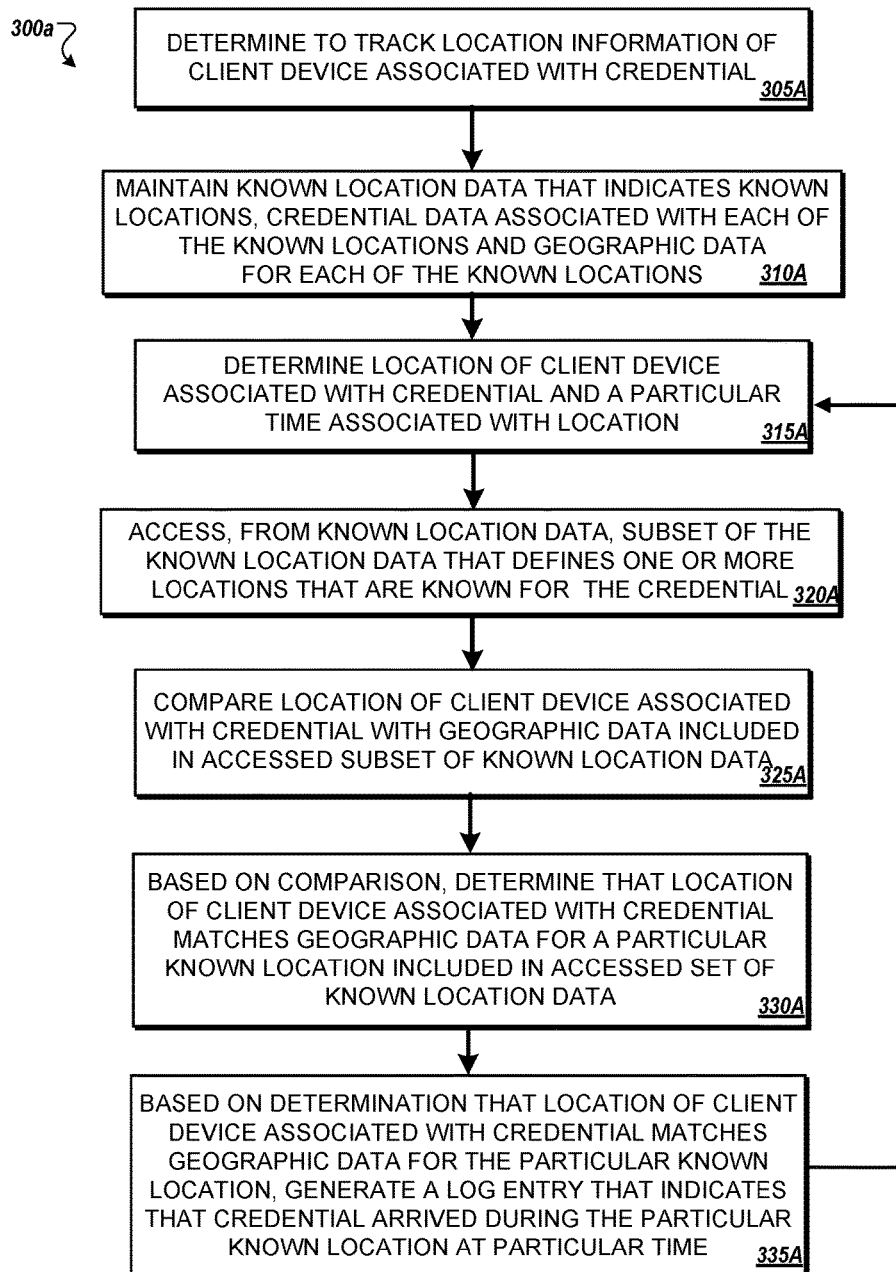 300a
DETERMINE TO TRACK LOCATION INFORMATION OF
CLIENT DEVICE ASSOCIATED WITH CREDENTIAL
305A
MAINTAIN KNOWN LOCATION DATA THAT INDICATES KNOWN
LOCATIONS, CREDENTIAL DATA ASSOCIATED WITH EACH OF
THE KNOWN LOCATIONS AND GEOGRAPHIC DATA
FOR EACH OF THE KNOWN LOCATIONS
310A
DETERMINE LOCATION OF CLIENT DEVICE
ASSOCIATED WITH CREDENTIAL AND A PARTICULAR
TIME ASSOCIATED WITH LOCATION
315A
ACCESS, FROM KNOWN LOCATION DATA, SUBSET OF THE
KNOWN LOCATION DATA THAT DEFINES ONE OR MORE
LOCATIONS THAT ARE KNOWN FOR THE CREDENTIAL
320A
COMPARE LOCATION OF CLIENT DEVICE ASSOCIATED
WITH CREDENTIAL WITH GEOGRAPHIC DATA INCLUDED
IN ACCESSED SUBSET OF KNOWN LOCATION DATA
325A
BASED ON COMPARISON, DETERMINE THAT LOCATION
OF CLIENT DEVICE ASSOCIATED WITH CREDENTIAL
MATCHES GEOGRAPHIC DATA FOR A PARTICULAR
KNOWN LOCATION INCLUDED IN ACCESSED SET OF
KNOWN LOCATION DATA
330A
BASED ON DETERMINATION THAT LOCATION OF CLIENT
DEVICE ASSOCIATED WITH CREDENTIAL MATCHES
GEOGRAPHIC DATA FOR THE PARTICULAR KNOWN
LOCATION, GENERATE A LOG ENTRY THAT INDICATES
THAT CREDENTIAL ARRIVED DURING THE PARTICULAR
KNOWN LOCATION AT PARTICULAR TIME
335A